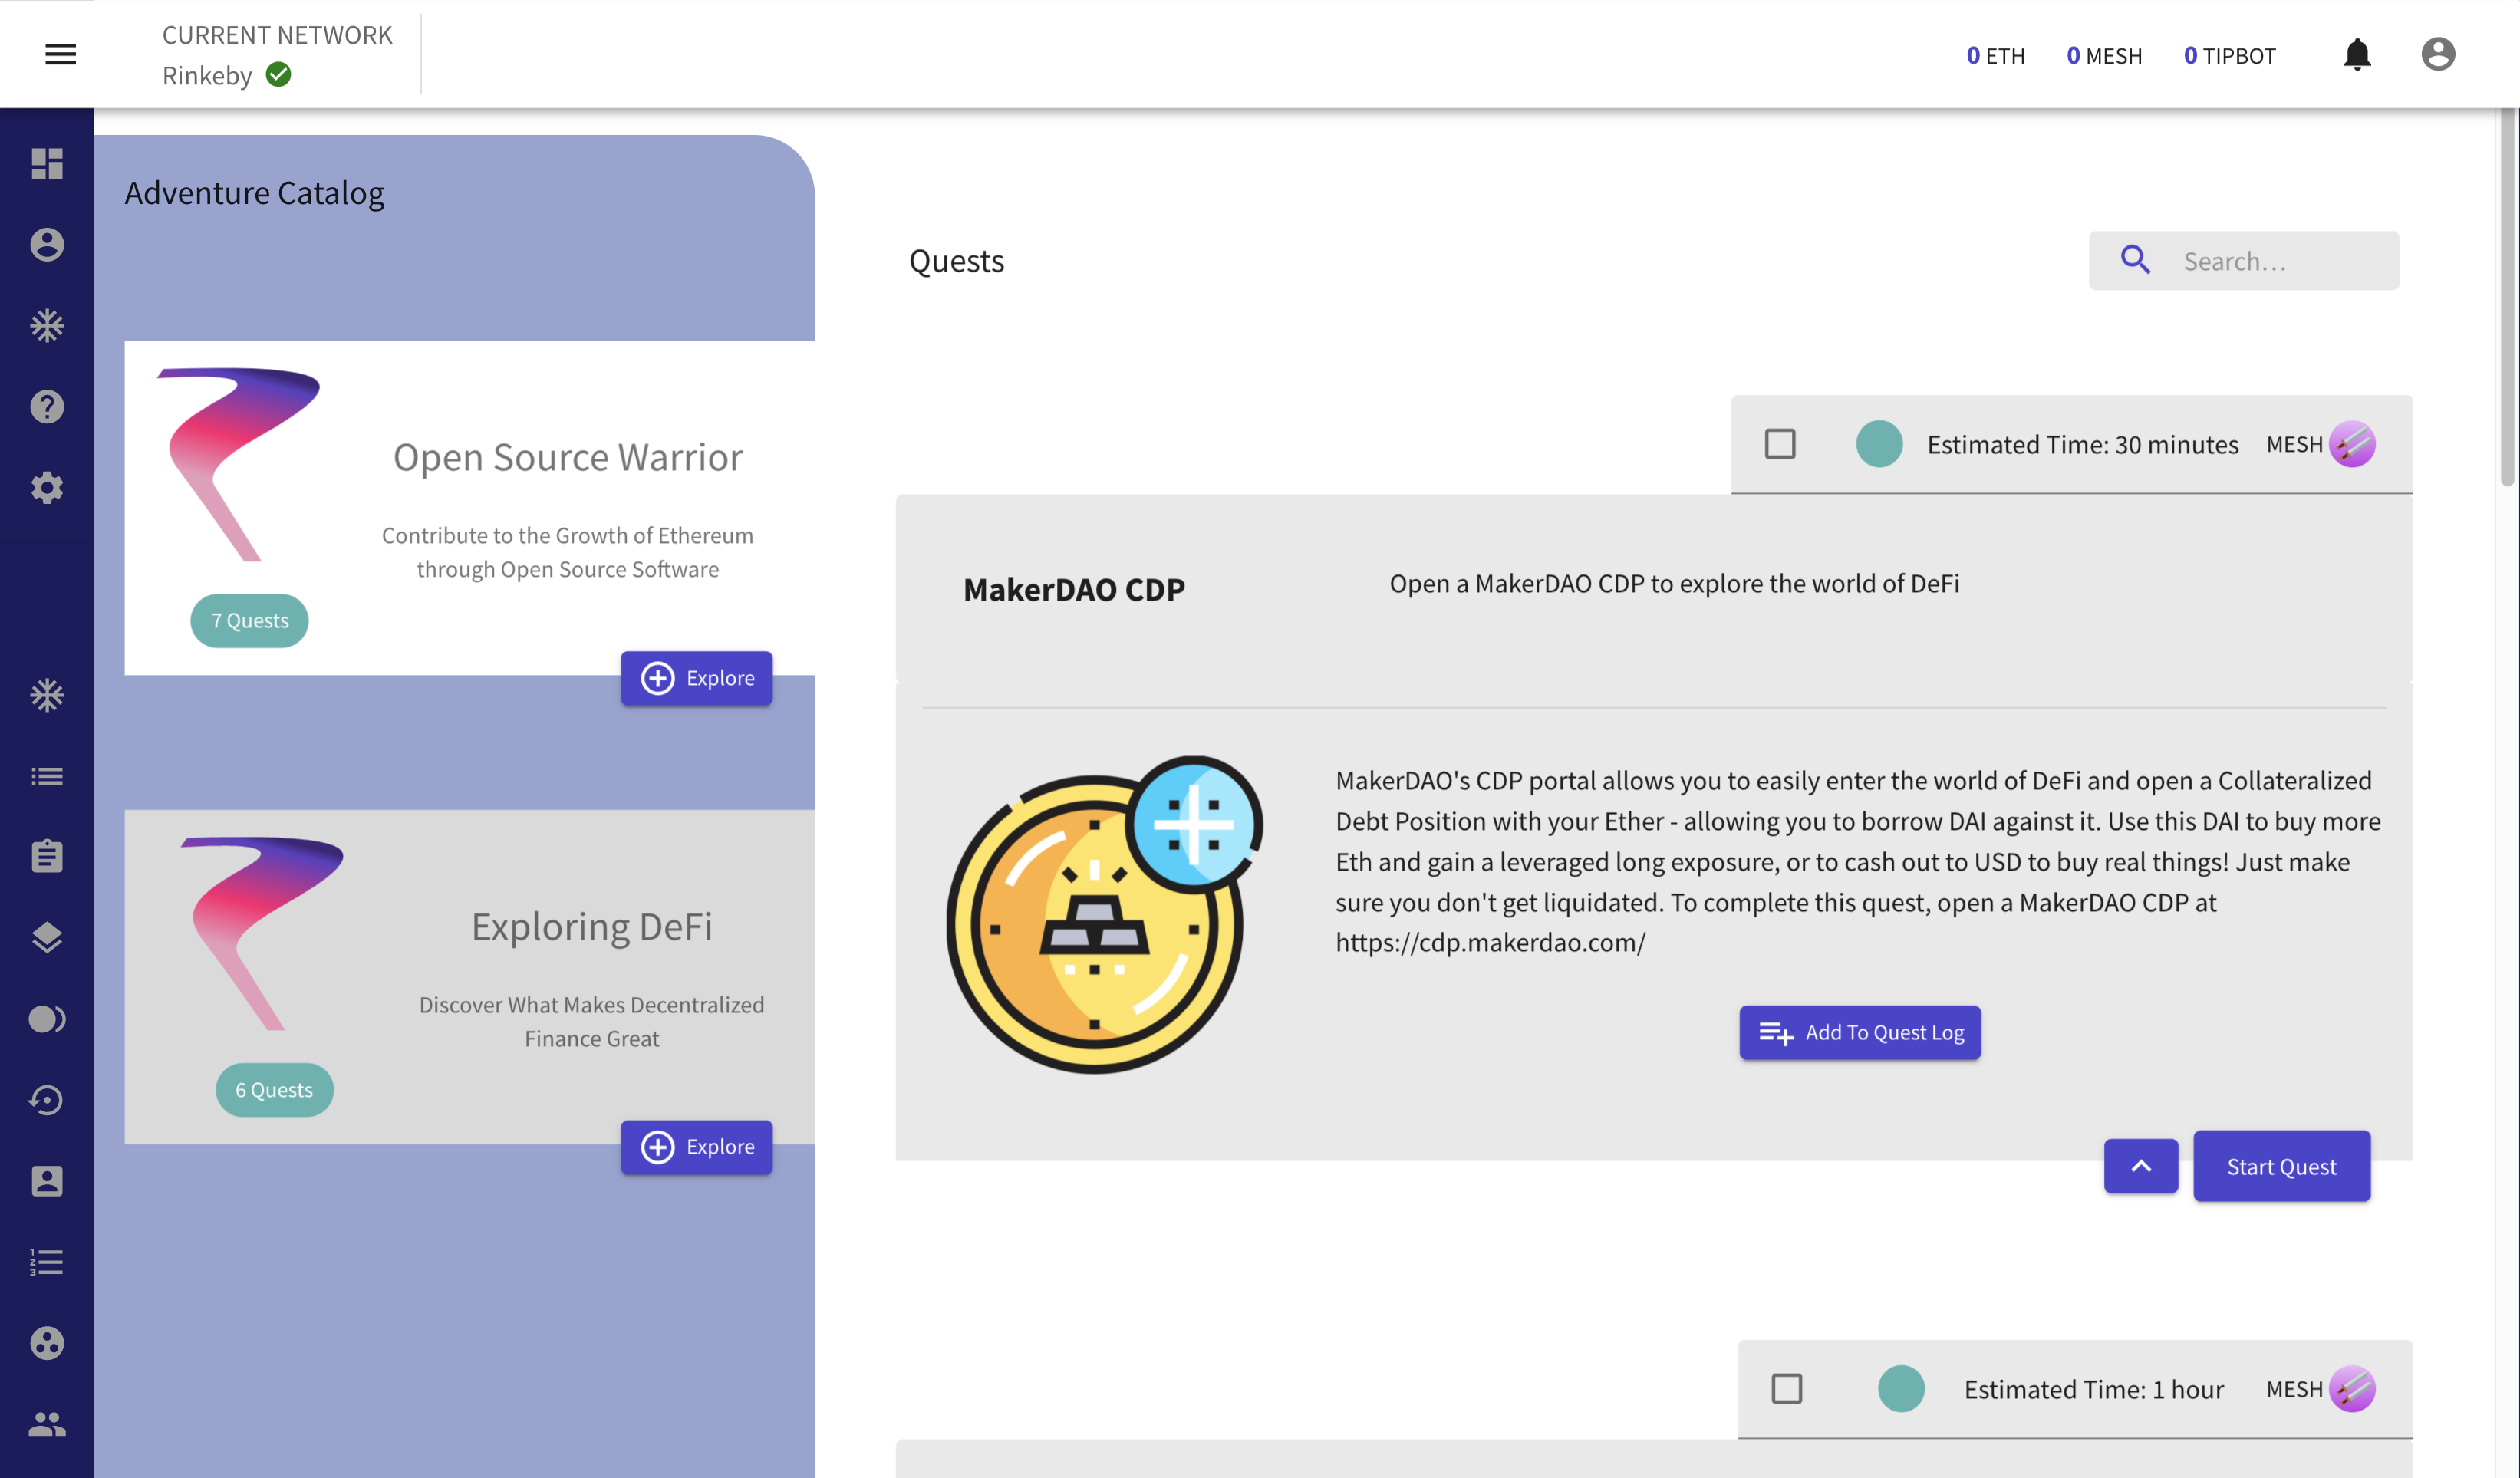 CURRENT NETWORK
Rinkeby
0 ETH
0 MESH
0 TIPBOT
Adventure Catalog
Open Source Warrior
Contribute to the Growth of Ethereum
through Open Source Software
7 Quests
Explore
Exploring DeFi
Discover What Makes Decentralized
Finance Great
6 Quests
Explore
Quests
Search...
Estimated Time: 30 minutes
MESH
MakerDAO CDP
Open a MakerDAO CDP to explore the world of DeFi
MakerDAO's CDP portal allows you to easily enter the world of DeFi and open a Collateralized
Debt Position with your Ether - allowing you to borrow DAI against it. Use this DAI to buy more
Eth and gain a leveraged long exposure, or to cash out to USD to buy real things! Just make
sure you don't get liquidated. To complete this quest, open a MakerDAO CDP at
https://cdp.makerdao.com/
Add To Quest Log
Start Quest
Estimated Time: 1 hour
MESH